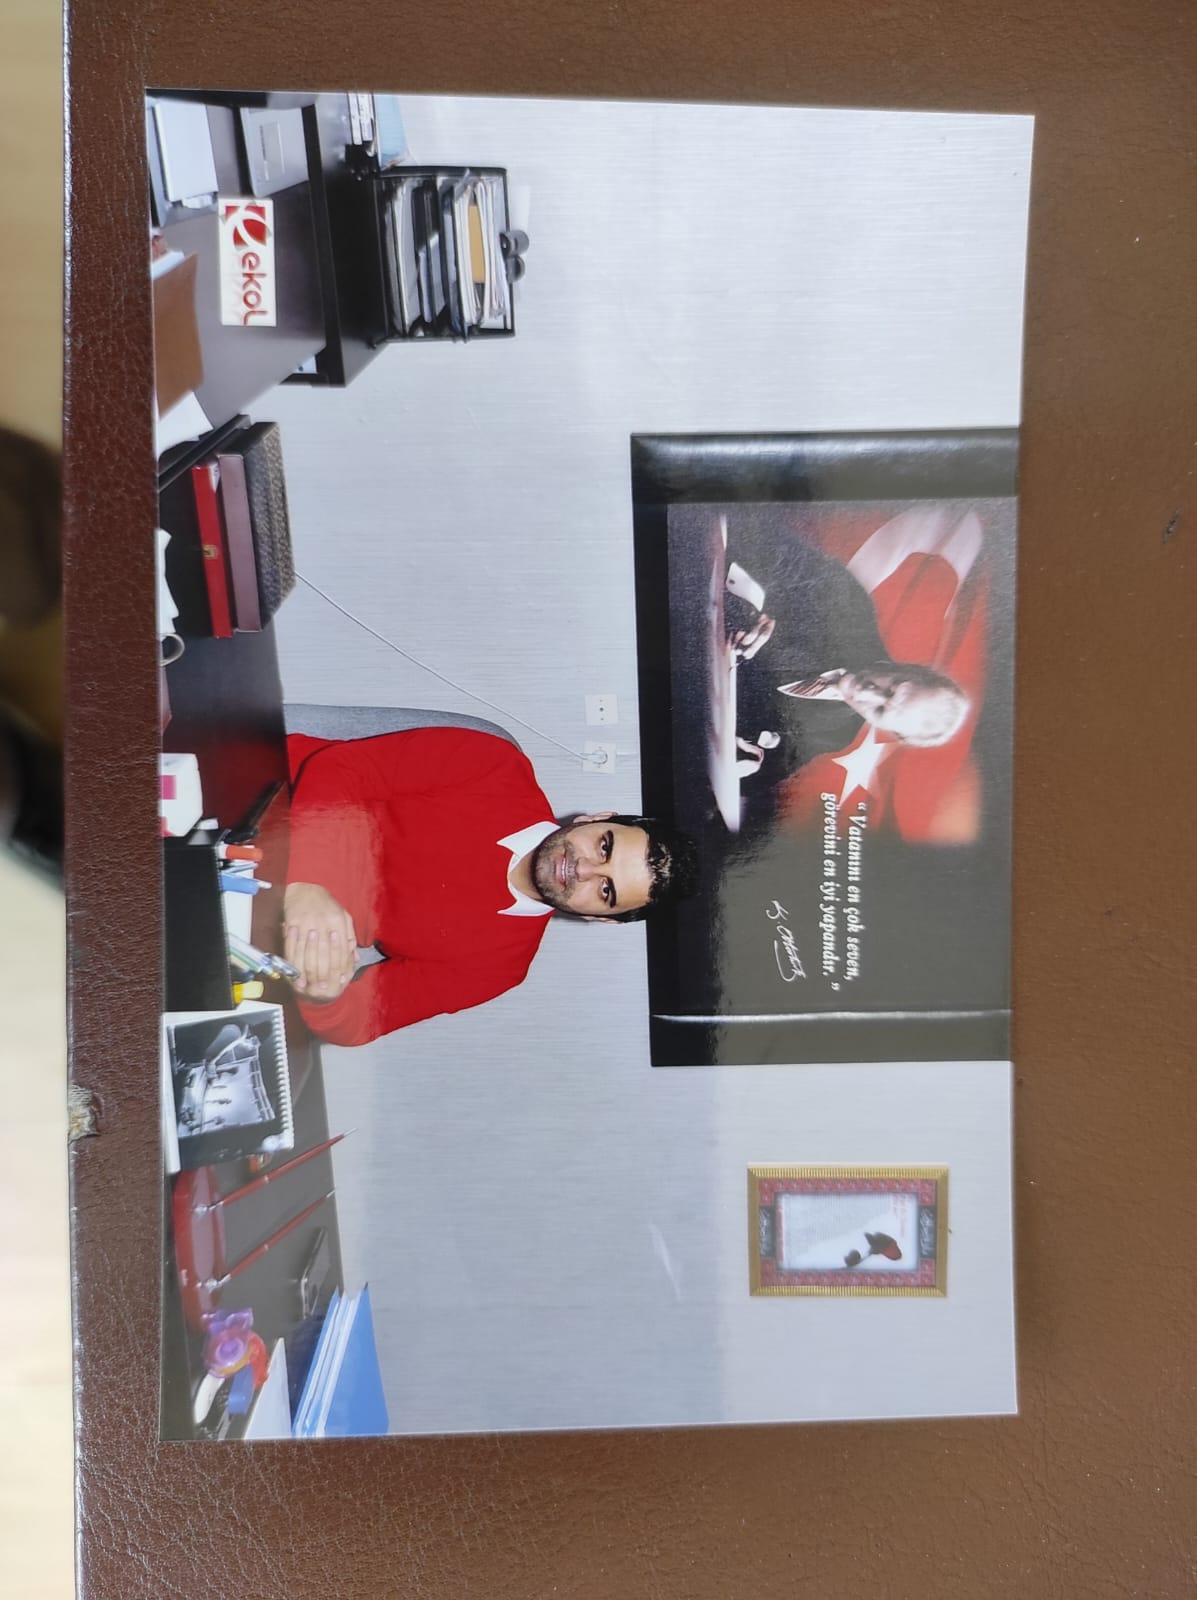 “Vatanını en çok seven,
görevini en iyi yapandır.”
K. Atatürk
ekol